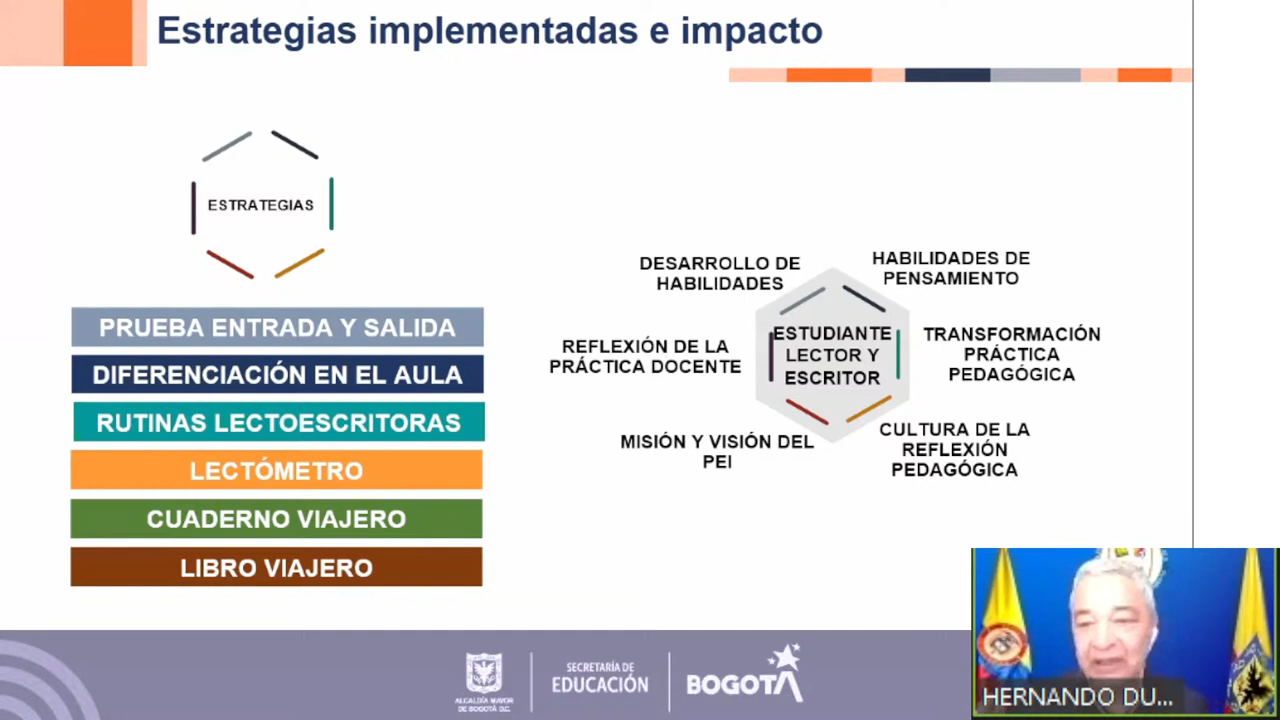 Estrategias implementadas e impacto
ESTRATEGIAS
PRUEBA ENTRADA Y SALIDA
DIFERENCIACIÓN EN EL AULA
RUTINAS LECTOESCRITORAS
LECTÓMETRO
CUADERNO VIAJERO
LIBRO VIAJERO
DESARROLLO DE
HABILIDADES
HABILIDADES DE
PENSAMIENTO
REFLEXIÓN DE LA
PRÁCTICA DOCENTE
ESTUDIANTE
LECTOR Y
ESCRITOR
TRANSFORMACIÓN
PRÁCTICA
PEDAGÓGICA
MISIÓN Y VISIÓN DEL
PEI
CULTURA DE LA
REFLEXIÓN
PEDAGÓGICA
ALCALDÍA MAYOR
DE BOGOTÁ D.C.
SECRETARÍA DE
EDUCACIÓN
BOGOTÁ
HERNANDO DU...